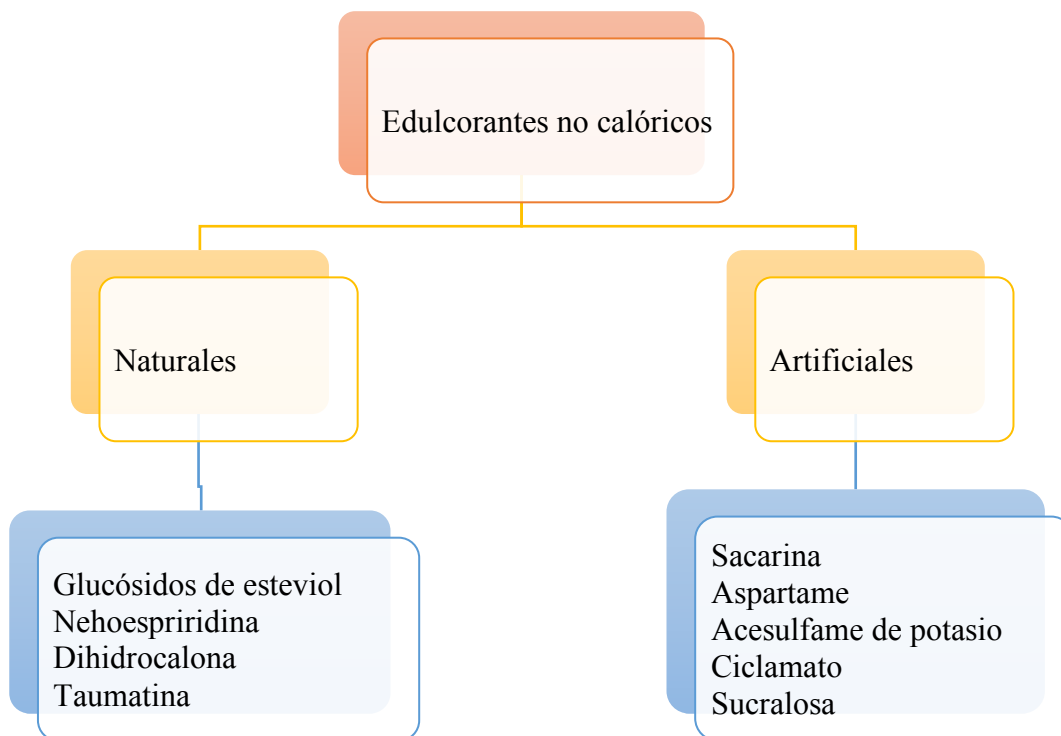 Edulcorantes no calóricos
Naturales
Artificiales
Glucósidos de esteviol
Nehoespriridina
Dihidrocalona
Taumatina
Sacarina
Aspartame
Acesulfame de potasio
Ciclamato
Sucralosa